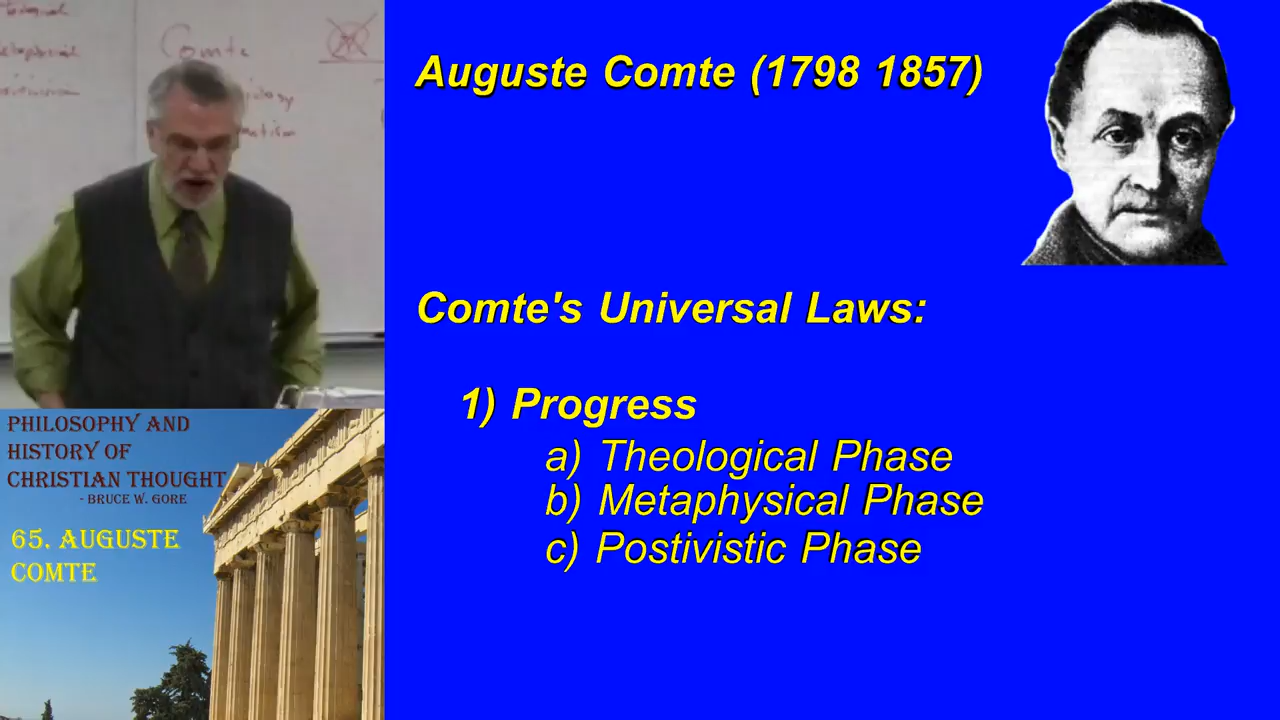 Comte
Auguste Comte (1798 1857)
Comte's Universal Laws:
1) Progress
a) Theological Phase
b) Metaphysical Phase
c) Postivistic Phase
PHILOSOPHY AND
HISTORY OF
CHRISTIAN THOUGHT
- BRUCE W. GORE
65. AUGUSTE
COMTE